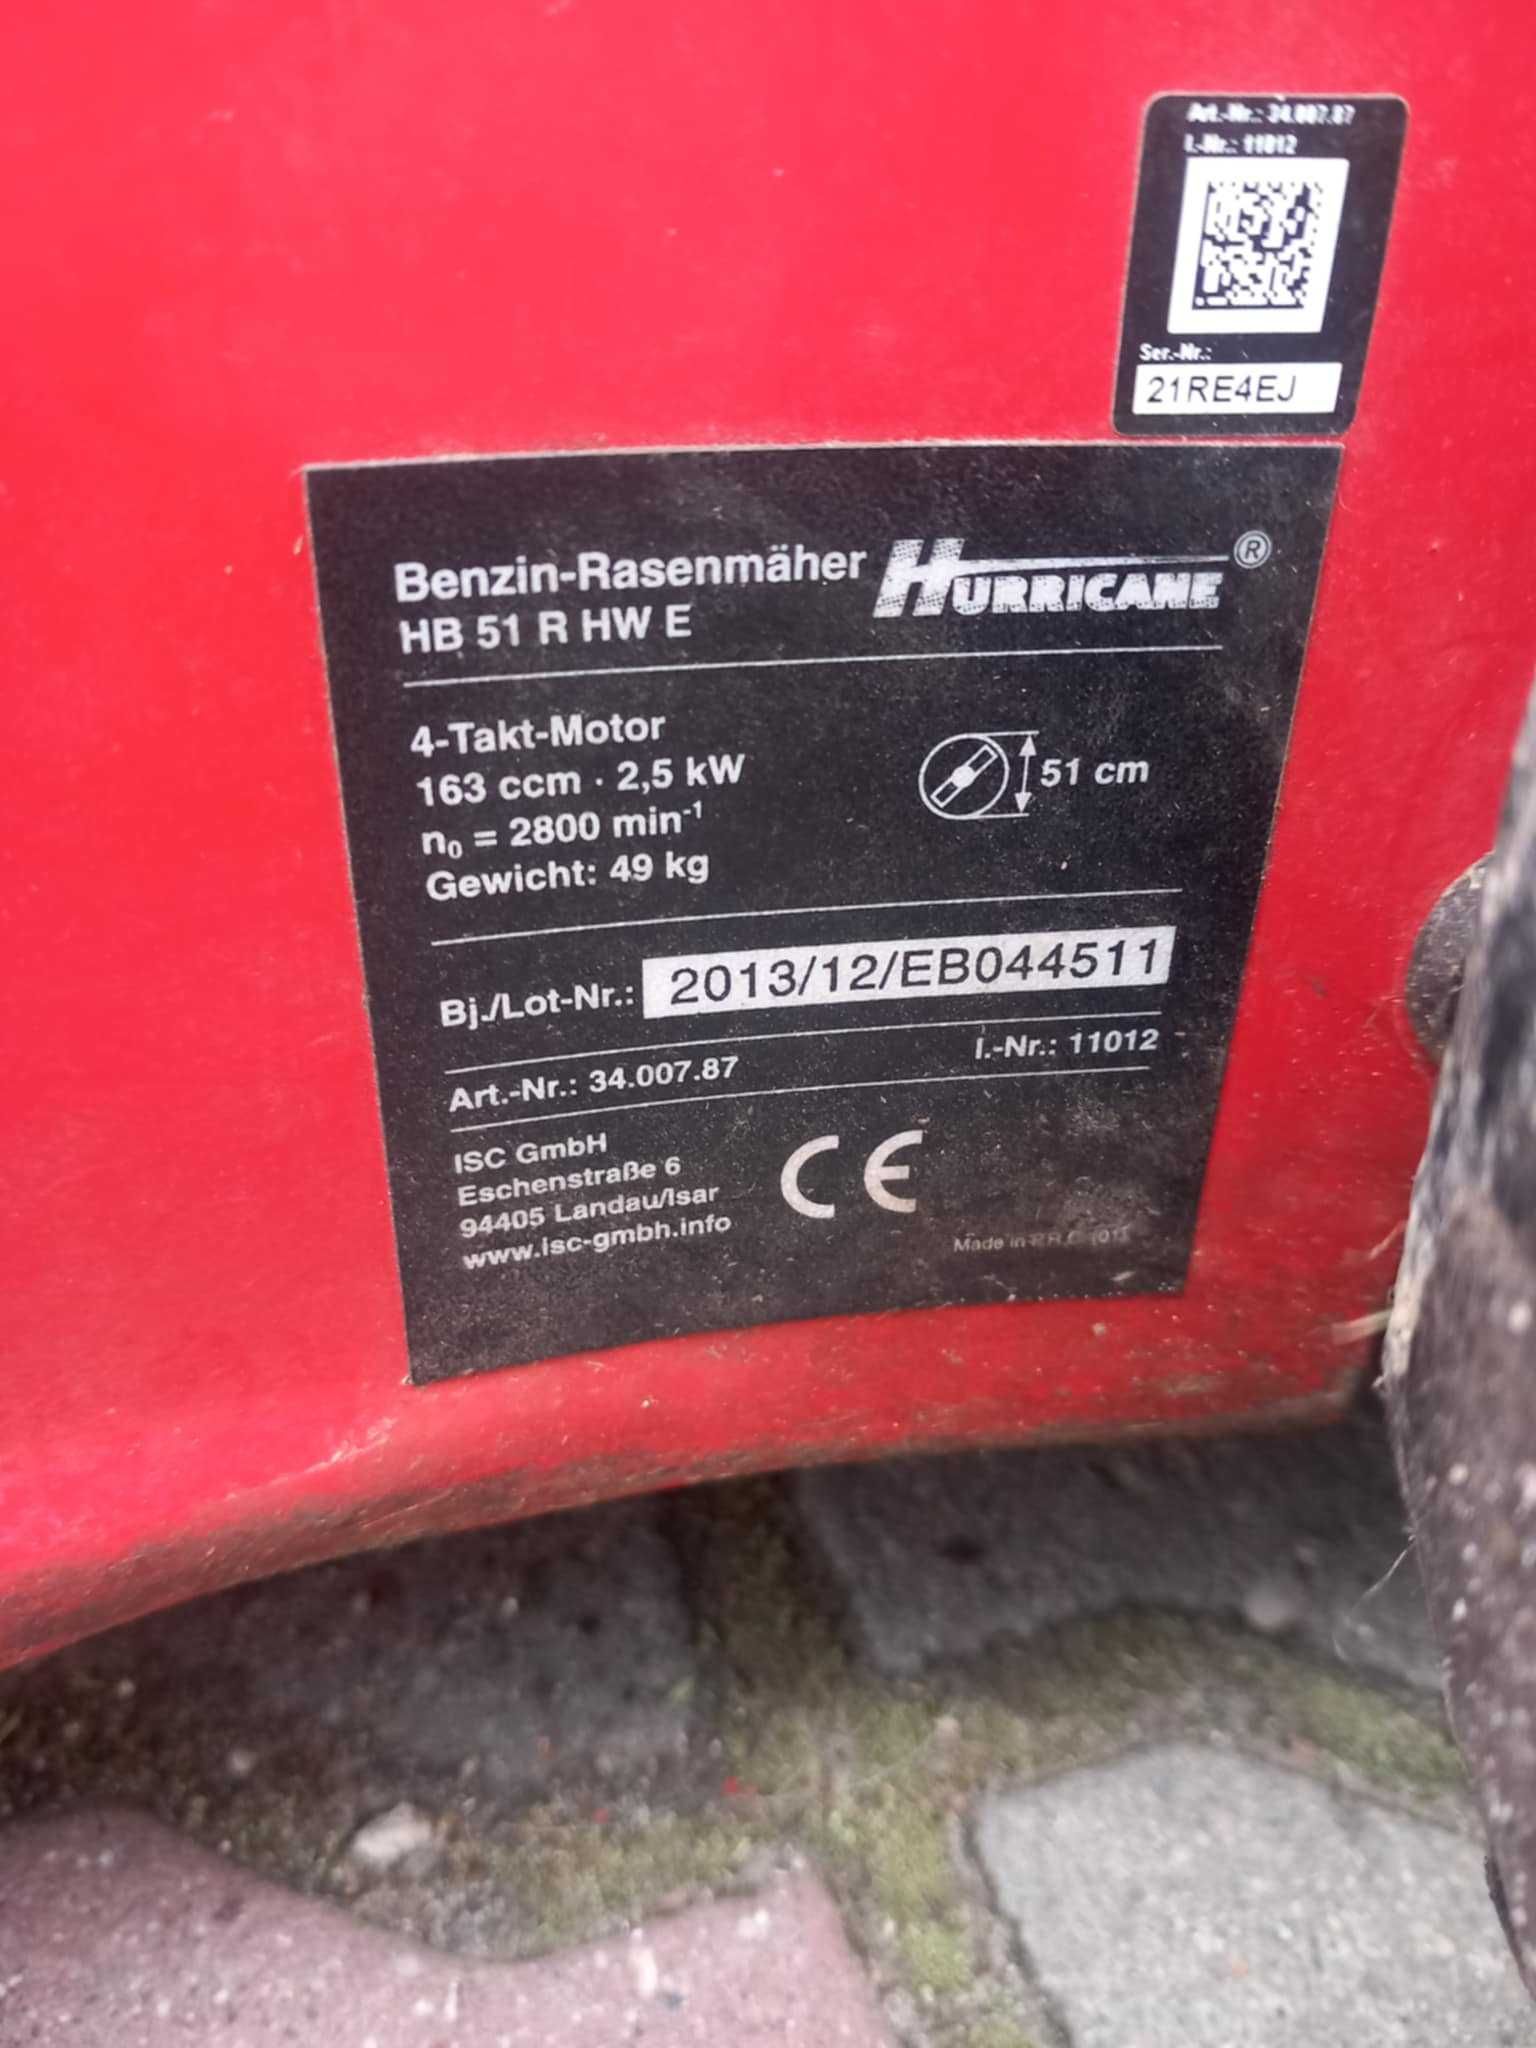 Art.-Nr.: 34.007.87
I.-Nr.: 11012
Ser.-Nr.:
21RE4EJ
Benzin-Rasenmäher HURRICANE®
HB 51 R HW E
4-Takt-Motor
163 ccm · 2,5 kW
51 cm
n₀ = 2800 min⁻¹
Gewicht: 49 kg
Bj./Lot-Nr.: 2013/12/EB044511
Art.-Nr.: 34.007.87 I.-Nr.: 11012
ISC GmbH
Eschenstraße 6
94405 Landau/Isar
www.isc-gmbh.info
CE
Made in P.R.C.